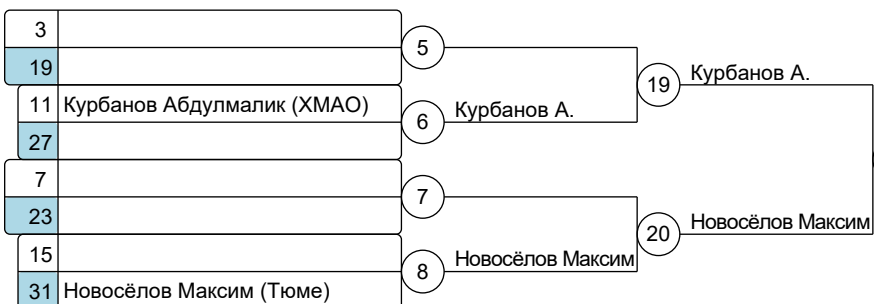 3
19
5
11 Курбанов Абдулмалик (ХМАО)
27
6 Курбанов А.
19 Курбанов А.
7
23
7
15
31 Новосёлов Максим (Тюме)
8 Новосёлов Максим
20 Новосёлов Максим